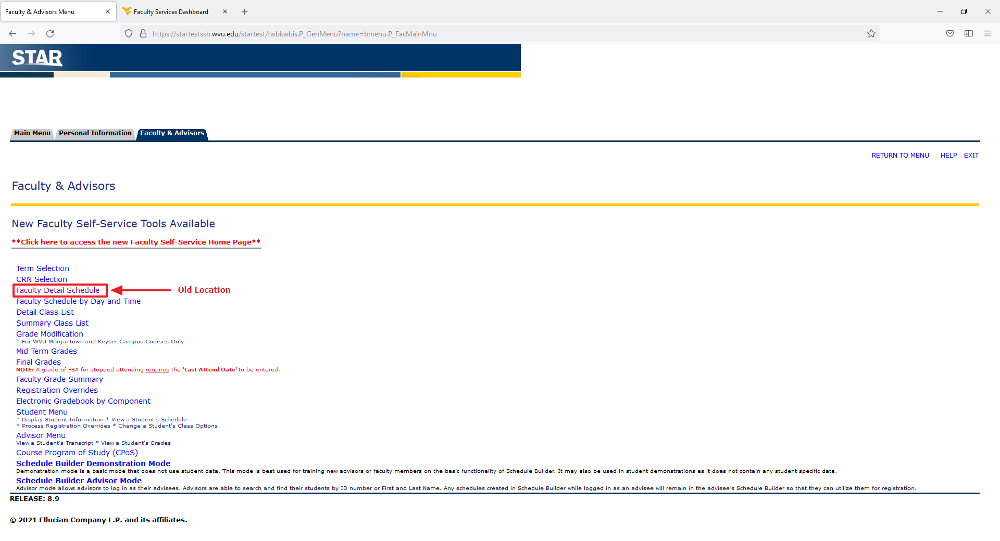 Faculty & Advisors Menu
Faculty Services Dashboard
https://startestssb.wvu.edu/startest/twbkwbis.P_GenMenu?name=bmenu.P_FacMainMnu
STAR
Main Menu Personal Information Faculty & Advisors
RETURN TO MENU HELP EXIT
Faculty & Advisors
New Faculty Self-Service Tools Available
**Click here to access the new Faculty Self-Service Home Page**
Term Selection
CRN Selection
Faculty Detail Schedule
Old Location
Faculty Schedule by Day and Time
Detail Class List
Summary Class List
Grade Modification
* For WVU Morgantown and Keyser Campus Courses Only
Mid Term Grades
Final Grades
NOTE: A grade of FSA for stopped attending requires the 'Last Attend Date' to be entered.
Faculty Grade Summary
Registration Overrides
Electronic Gradebook by Component
Student Menu
* Display Student Information * View a Student's Schedule
* Process Registration Overrides * Change a Student's Class Options
Advisor Menu
View a Student's Transcript * View a Student's Grades
Course Program of Study (CPoS)
Schedule Builder Demonstration Mode
Demonstration mode is a basic mode that does not use student data. This mode is best used for training new advisors or faculty members on the basic functionality of Schedule Builder. It may also be used in student demonstrations as it does not contain any student specific data.
Schedule Builder Advisor Mode
Advisor mode allows advisors to log in as their advisees. Advisors are able to search and find their students by ID number or First and Last Name. Any schedules created in Schedule Builder while logged in as an advisee will remain in the advisee’s Schedule Builder so that they can utilize them for registration.
RELEASE: 8.9
© 2021 Ellucian Company L.P. and its affiliates.